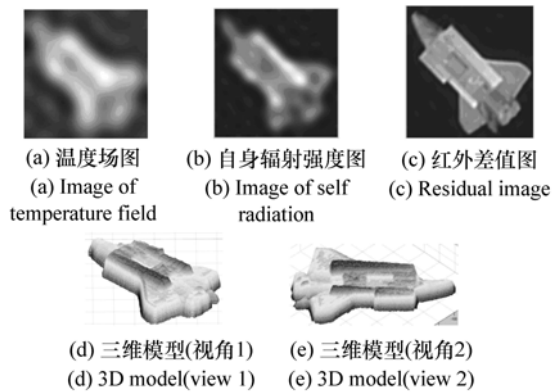 (a) 温度场图
(b) 自身辐射强度图
(c) 红外差值图
(a) Image of
temperature field
(b) Image of self
radiation
(c) Residual image
(d) 三维模型(视角1)
(e) 三维模型(视角2)
(d) 3D model(view 1)
(e) 3D model(view 2)